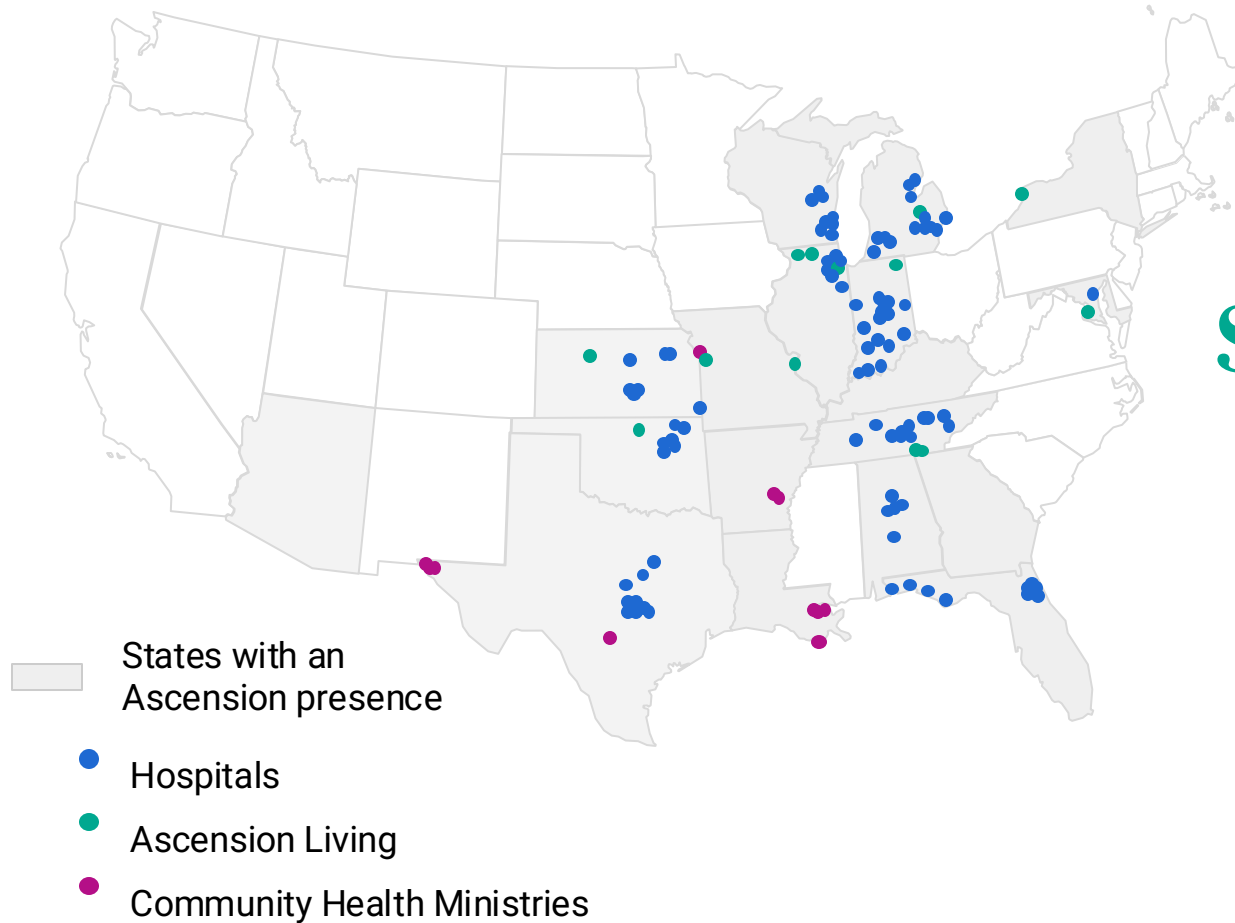 States with an
Ascension presence
Hospitals
Ascension Living
Community Health Ministries